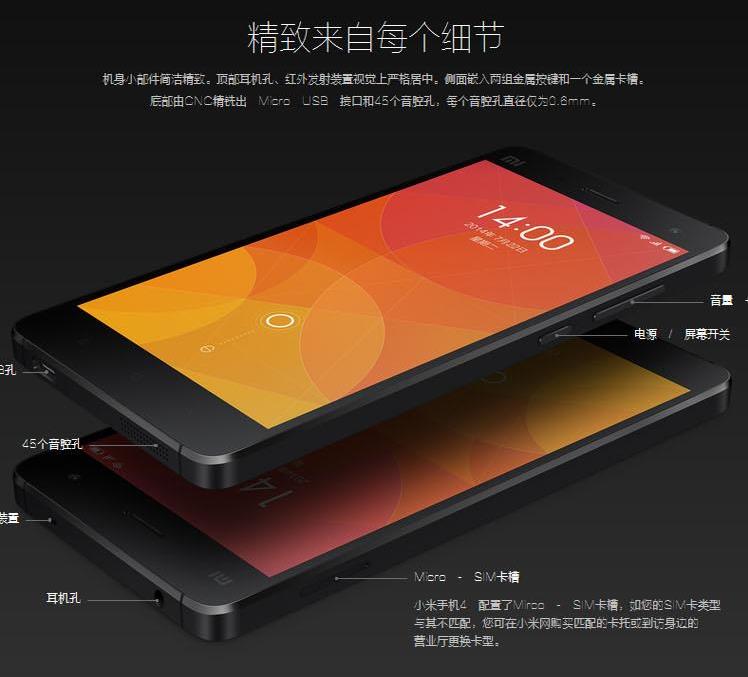 精致来自每个细节
机身小部件简洁精致。顶部耳机孔、红外发射装置视觉上严格居中。侧面嵌入两组金属按键和一个金属卡槽。
底部由CNC精铣出 Micro USB 接口和45个音腔孔，每个音腔孔直径仅为0.6mm。
MI
14:00
2014年7月22日
星期二
音量
电源 / 屏幕开关
孔
45个音腔孔
14
装置
MI
耳机孔
Micro - SIM卡槽
小米手机4 配置了Mirco - SIM卡槽，如您的SIM卡类型
与其不匹配，您可在小米网购买匹配的卡托或到访身边的
营业厅更换卡型。